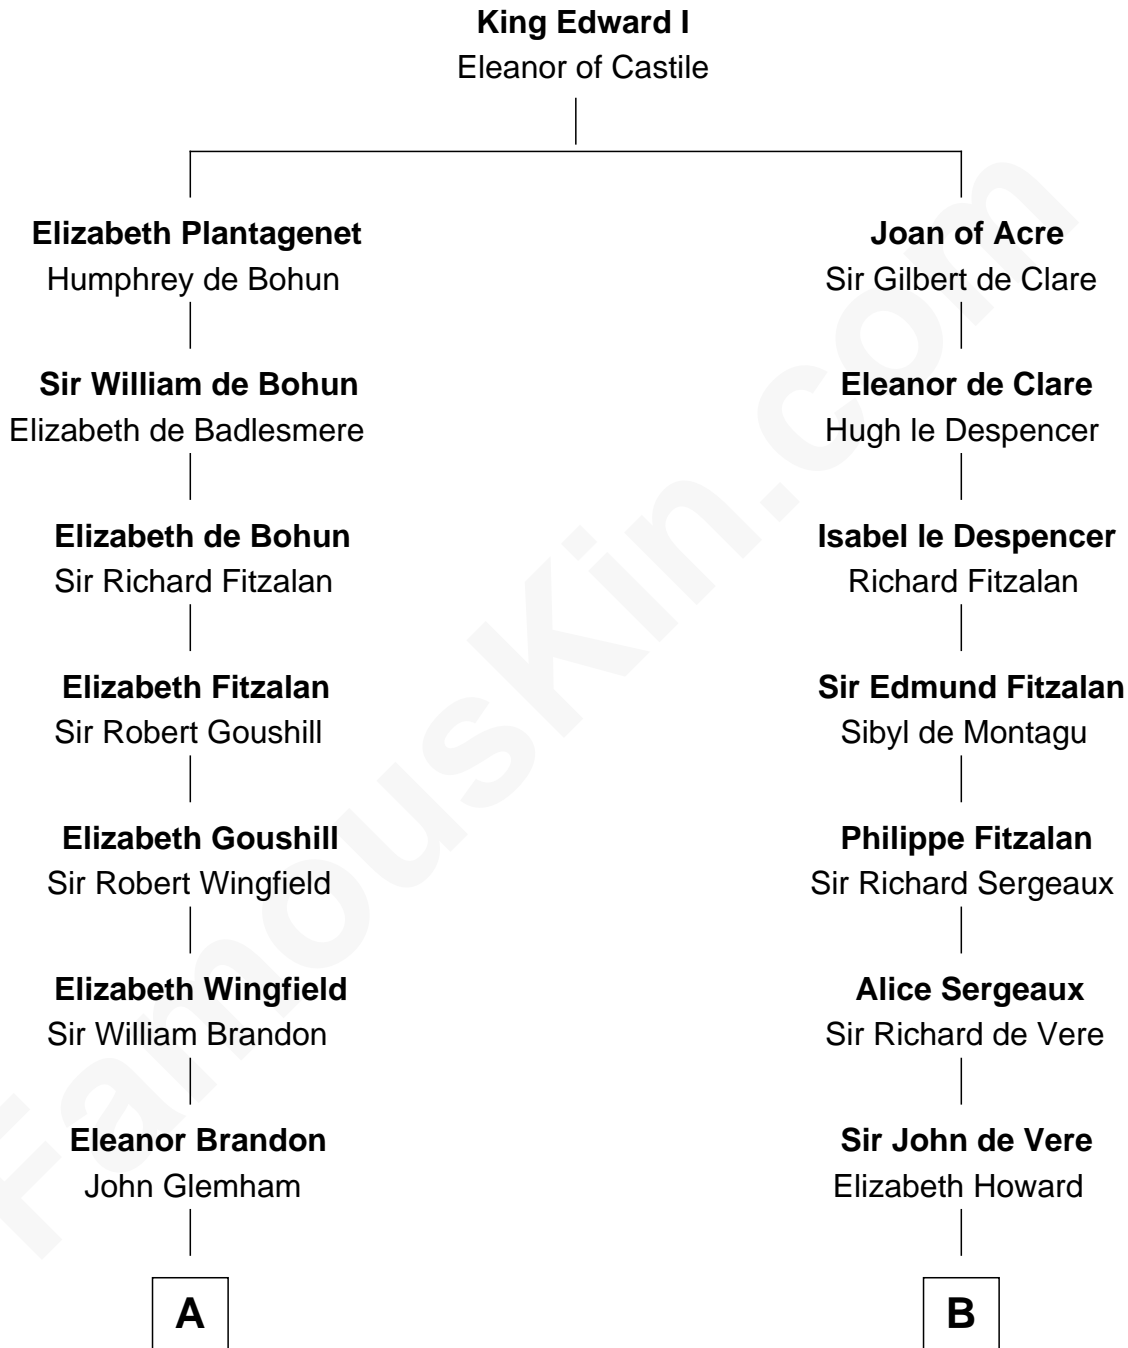 King Edward I
Eleanor of Castile
Elizabeth Plantagenet
Humphrey de Bohun
Joan of Acre
Sir Gilbert de Clare
Sir William de Bohun
Elizabeth de Badlesmere
Eleanor de Clare
Hugh le Despencer
Elizabeth de Bohun
Sir Richard Fitzalan
Isabel le Despencer
Richard Fitzalan
Elizabeth Fitzalan
Sir Robert Goushill
Sir Edmund Fitzalan
Sibyl de Montagu
Elizabeth Goushill
Sir Robert Wingfield
Philippe Fitzalan
Sir Richard Sergeaux
Elizabeth Wingfield
Sir William Brandon
Alice Sergeaux
Sir Richard de Vere
Eleanor Brandon
John Glemham
Sir John de Vere
Elizabeth Howard
A
B
FamousKin.com